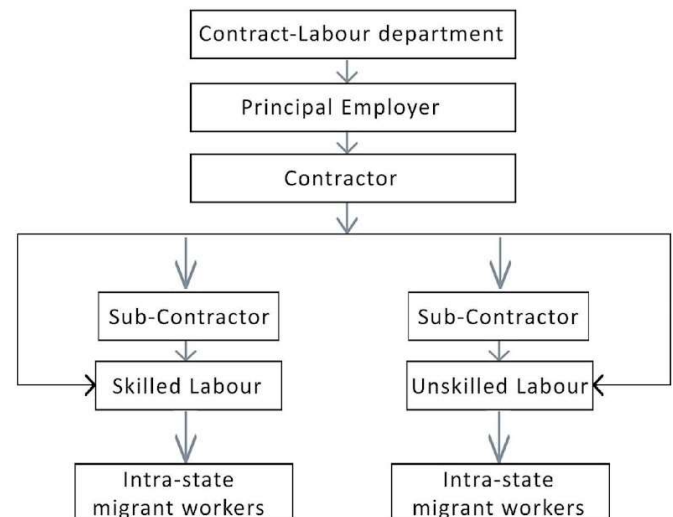 Contract-Labour department
Principal Employer
Contractor
Sub-Contractor
Sub-Contractor
Skilled Labour
Unskilled Labour
Intra-state
migrant workers
Intra-state
migrant workers